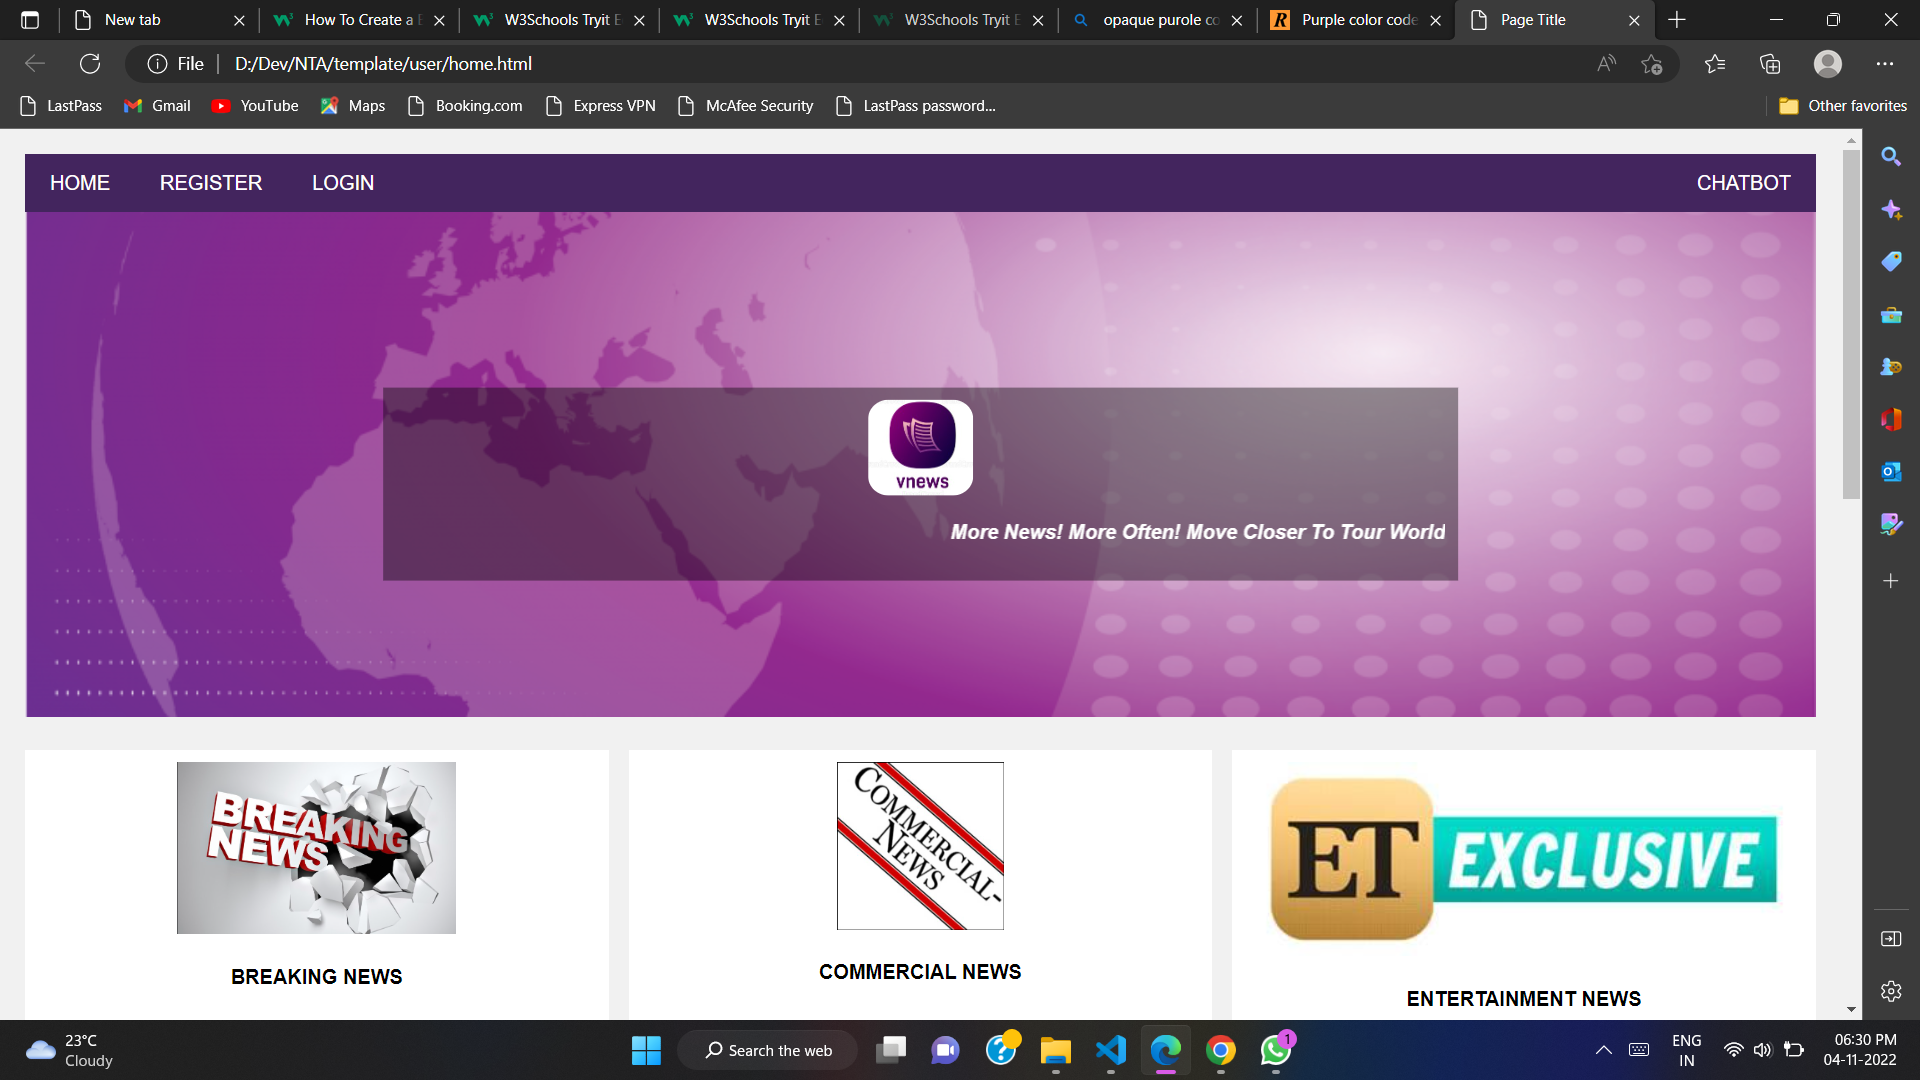 New tab
How To Create a
W3Schools Tryit E
W3Schools Tryit E
W3Schools Tryit E
opaque purole co
Purple color code
Page Title
File
D:/Dev/NTA/template/user/home.html
LastPass
Gmail
YouTube
Maps
Booking.com
Express VPN
McAfee Security
LastPass password...
Other favorites
HOME
REGISTER
LOGIN
CHATBOT
vnews
More News! More Often! Move Closer To Tour World
BREAKING
NEWS
COMMERCIAL-
NEWS
ET EXCLUSIVE
BREAKING NEWS
COMMERCIAL NEWS
ENTERTAINMENT NEWS
23°C
Cloudy
Search the web
1
ENG
IN
06:30 PM
04-11-2022